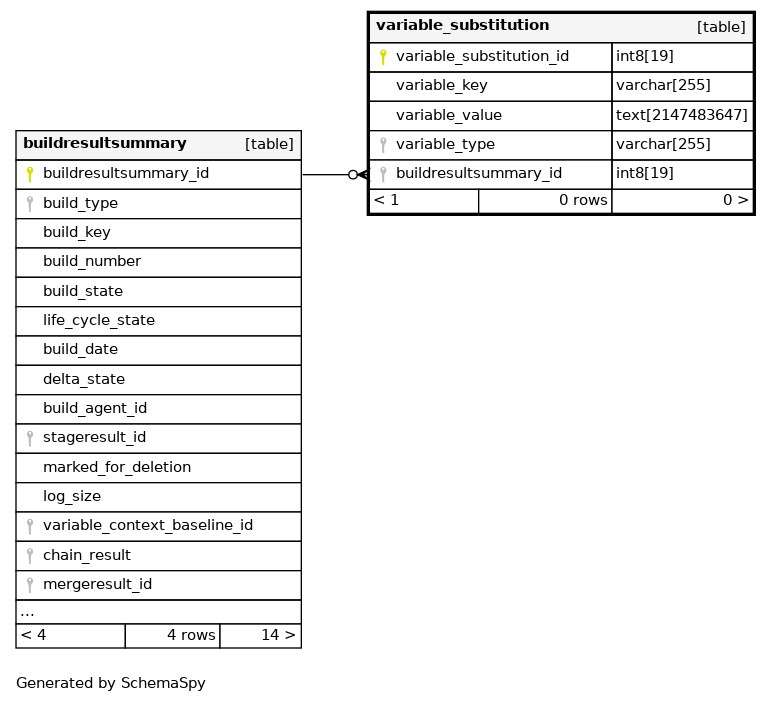 variable_substitution [table]
variable_substitution_id int8[19]
variable_key varchar[255]
variable_value text[2147483647]
variable_type varchar[255]
buildresultsummary_id int8[19]
< 1 0 rows 0 >
buildresultsummary [table]
buildresultsummary_id
build_type
build_key
build_number
build_state
life_cycle_state
build_date
delta_state
build_agent_id
stageresult_id
marked_for_deletion
log_size
variable_context_baseline_id
chain_result
mergeresult_id
...
< 4 4 rows 14 >
Generated by SchemaSpy